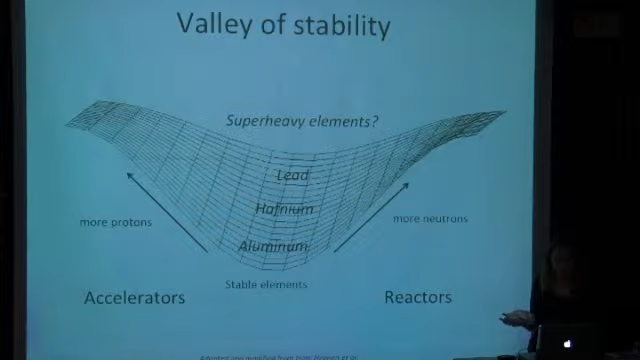 Valley of stability
Superheavy elements?
Lead
Hafnium
Aluminum
more protons
more neutrons
Stable elements
Accelerators
Reactors